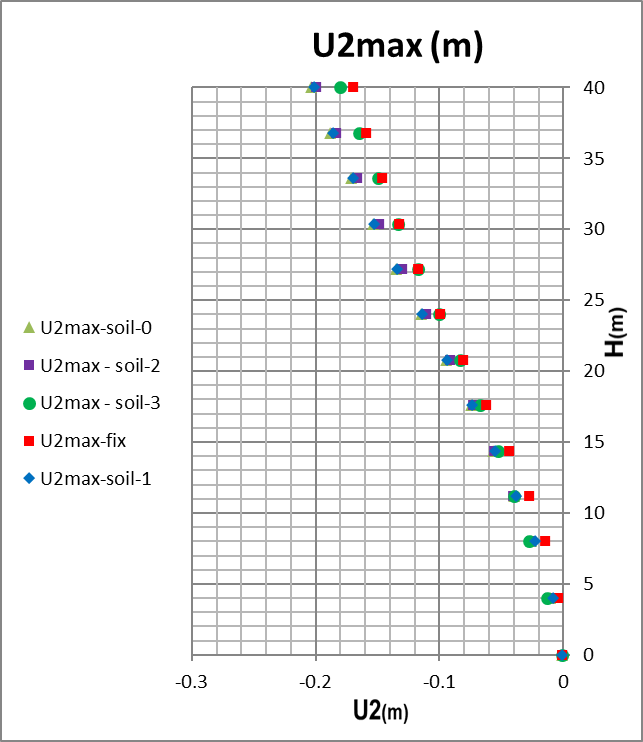 U2max (m)
40
35
30
25
20
15
10
5
0
H(m)
U2max-soil-0
U2max - soil-2
U2max - soil-3
U2max-fix
U2max-soil-1
-0.3 -0.2 -0.1 0
U2(m)